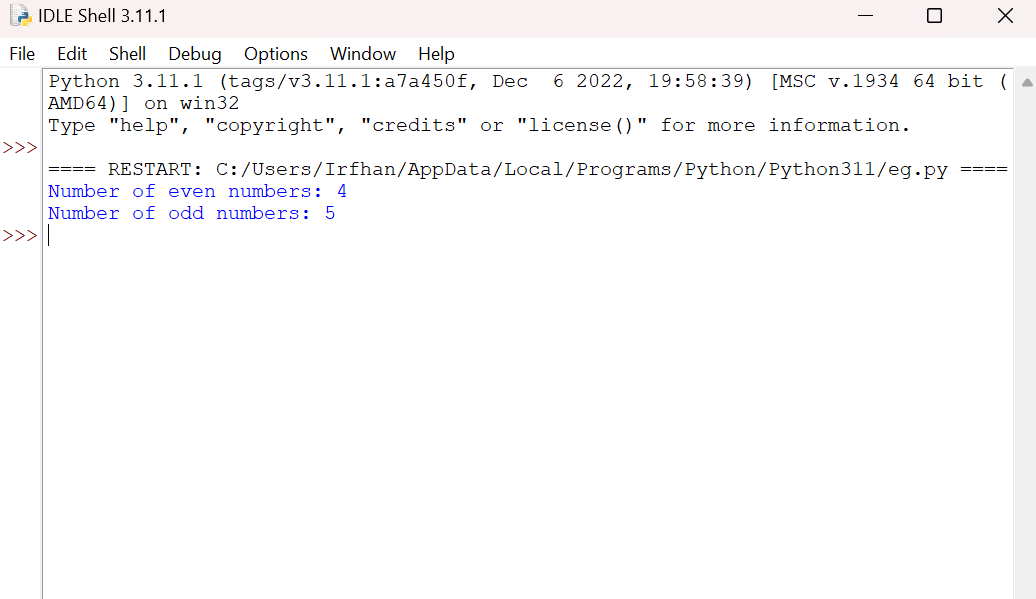 IDLE Shell 3.11.1
File Edit Shell Debug Options Window Help
Python 3.11.1 (tags/v3.11.1:a7a450f, Dec  6 2022, 19:58:39) [MSC v.1934 64 bit (
AMD64)] on win32
Type "help", "copyright", "credits" or "license()" for more information.
>>>
==== RESTART: C:/Users/Irfhan/AppData/Local/Programs/Python/Python311/eg.py ====
Number of even numbers: 4
Number of odd numbers: 5
>>>